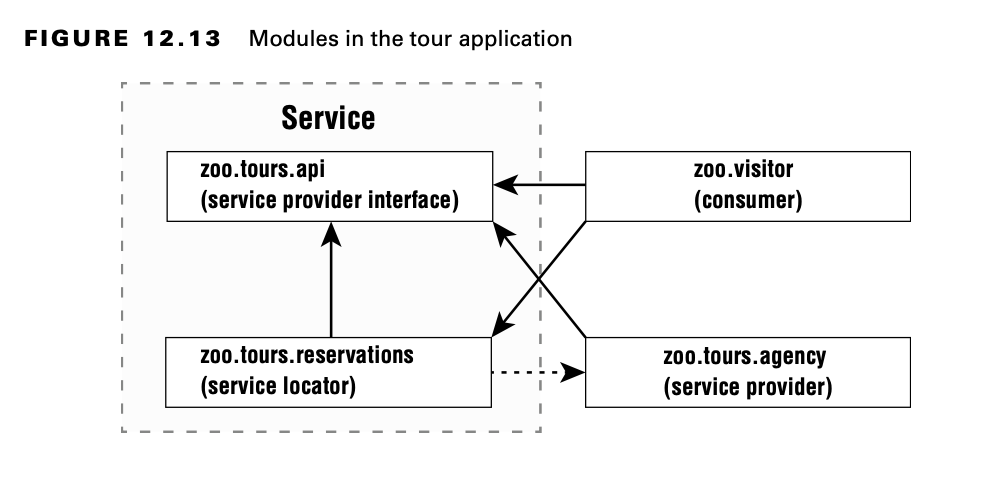 FIGURE 12.13 Modules in the tour application
Service
zoo.tours.api
(service provider interface)
zoo.visitor
(consumer)
zoo.tours.reservations
(service locator)
zoo.tours.agency
(service provider)